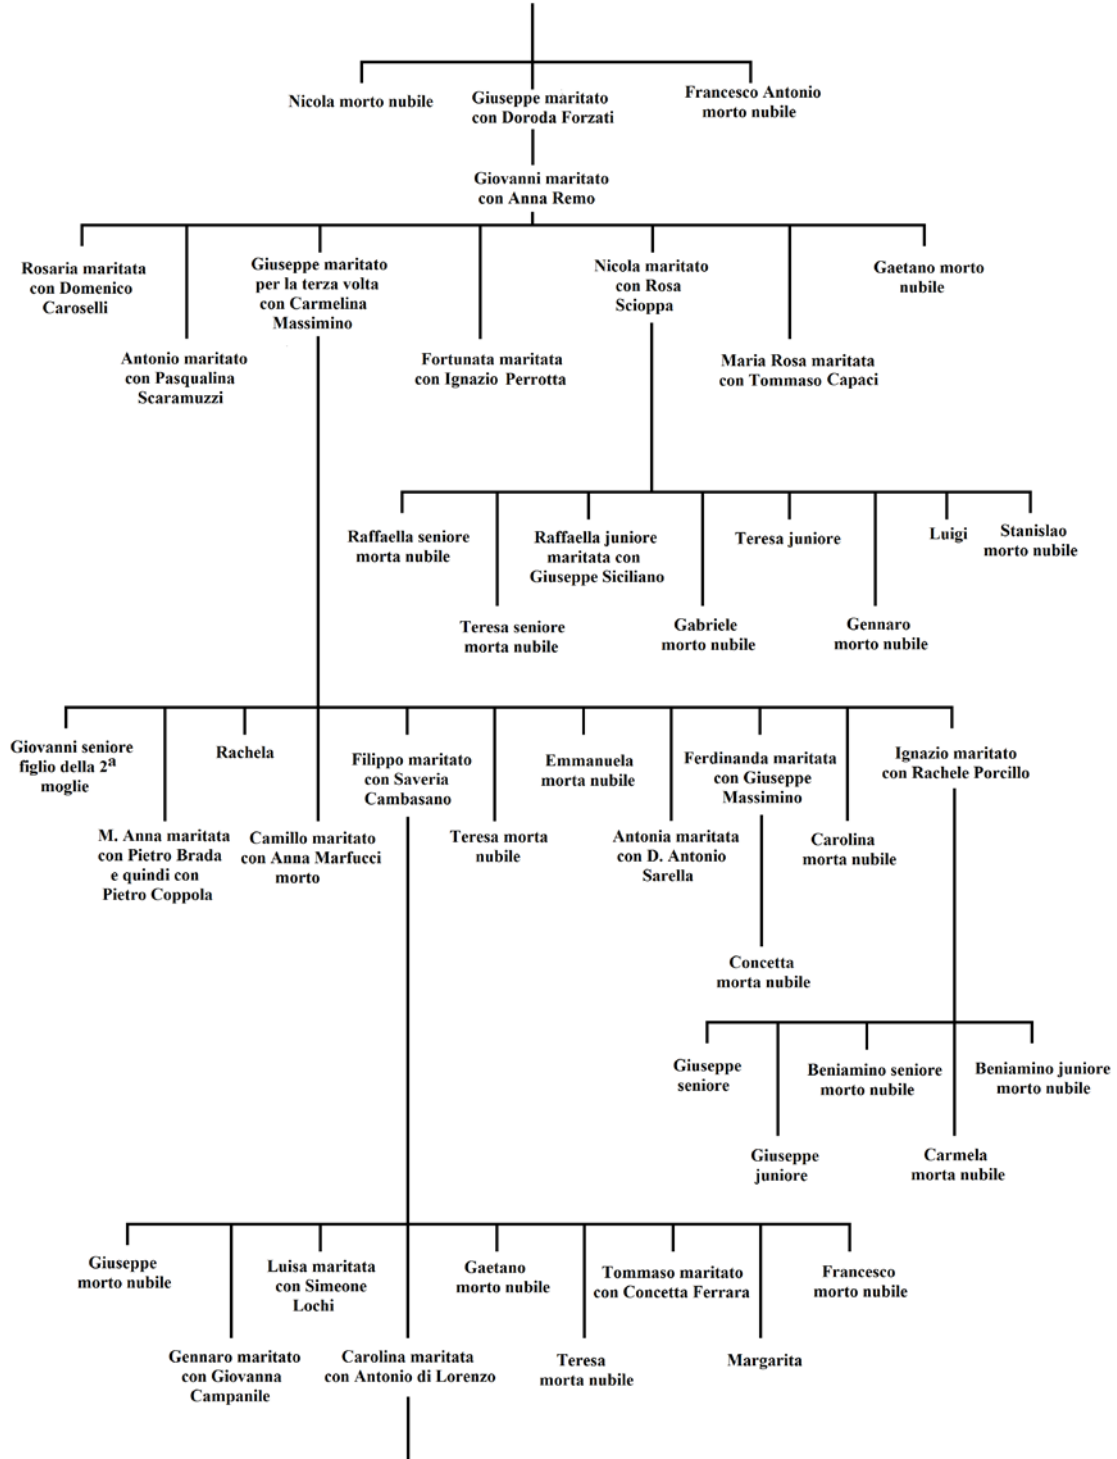 Nicola morto nubile
Giuseppe maritato
con Doroda Forzati
Francesco Antonio
morto nubile
Giovanni maritato
con Anna Remo
Rosaria maritata
con Domenico
Caroselli
Antonio maritato
con Pasqualina
Scaramuzzi
Giuseppe maritato
per la terza volta
con Carmelina
Massimino
Fortunata maritata
con Ignazio Perrotta
Nicola maritato
con Rosa
Scioppa
Maria Rosa maritata
con Tommaso Capaci
Gaetano morto
nubile
Raffaella seniore
morta nubile
Teresa seniore
morta nubile
Raffaella juniore
maritata con
Giuseppe Siciliano
Gabriele
morto nubile
Teresa juniore
Gennaro
morto nubile
Luigi
Stanislao
morto nubile
Giovanni seniore
figlio della 2a
moglie
M. Anna maritata
con Pietro Brada
e quindi con
Pietro Coppola
Rachela
Camillo maritato
con Anna Marfucci
morto
Filippo maritato
con Saveria
Cambasano
Teresa morta
nubile
Emmanuela
morta nubile
Antonia maritata
con D. Antonio
Sarella
Ferdinanda maritata
con Giuseppe
Massimino
Carolina
morta nubile
Ignazio maritato
con Rachele Porcillo
Concetta
morta nubile
Giuseppe
seniore
Giuseppe
juniore
Beniamino seniore
morto nubile
Carmela
morta nubile
Beniamino juniore
morto nubile
Giuseppe
morto nubile
Gennaro maritato
con Giovanna
Campanile
Luisa maritata
con Simeone
Lochi
Carolina maritata
con Antonio di Lorenzo
Gaetano
morto nubile
Teresa
morta nubile
Tommaso maritato
con Concetta Ferrara
Margarita
Francesco
morto nubile